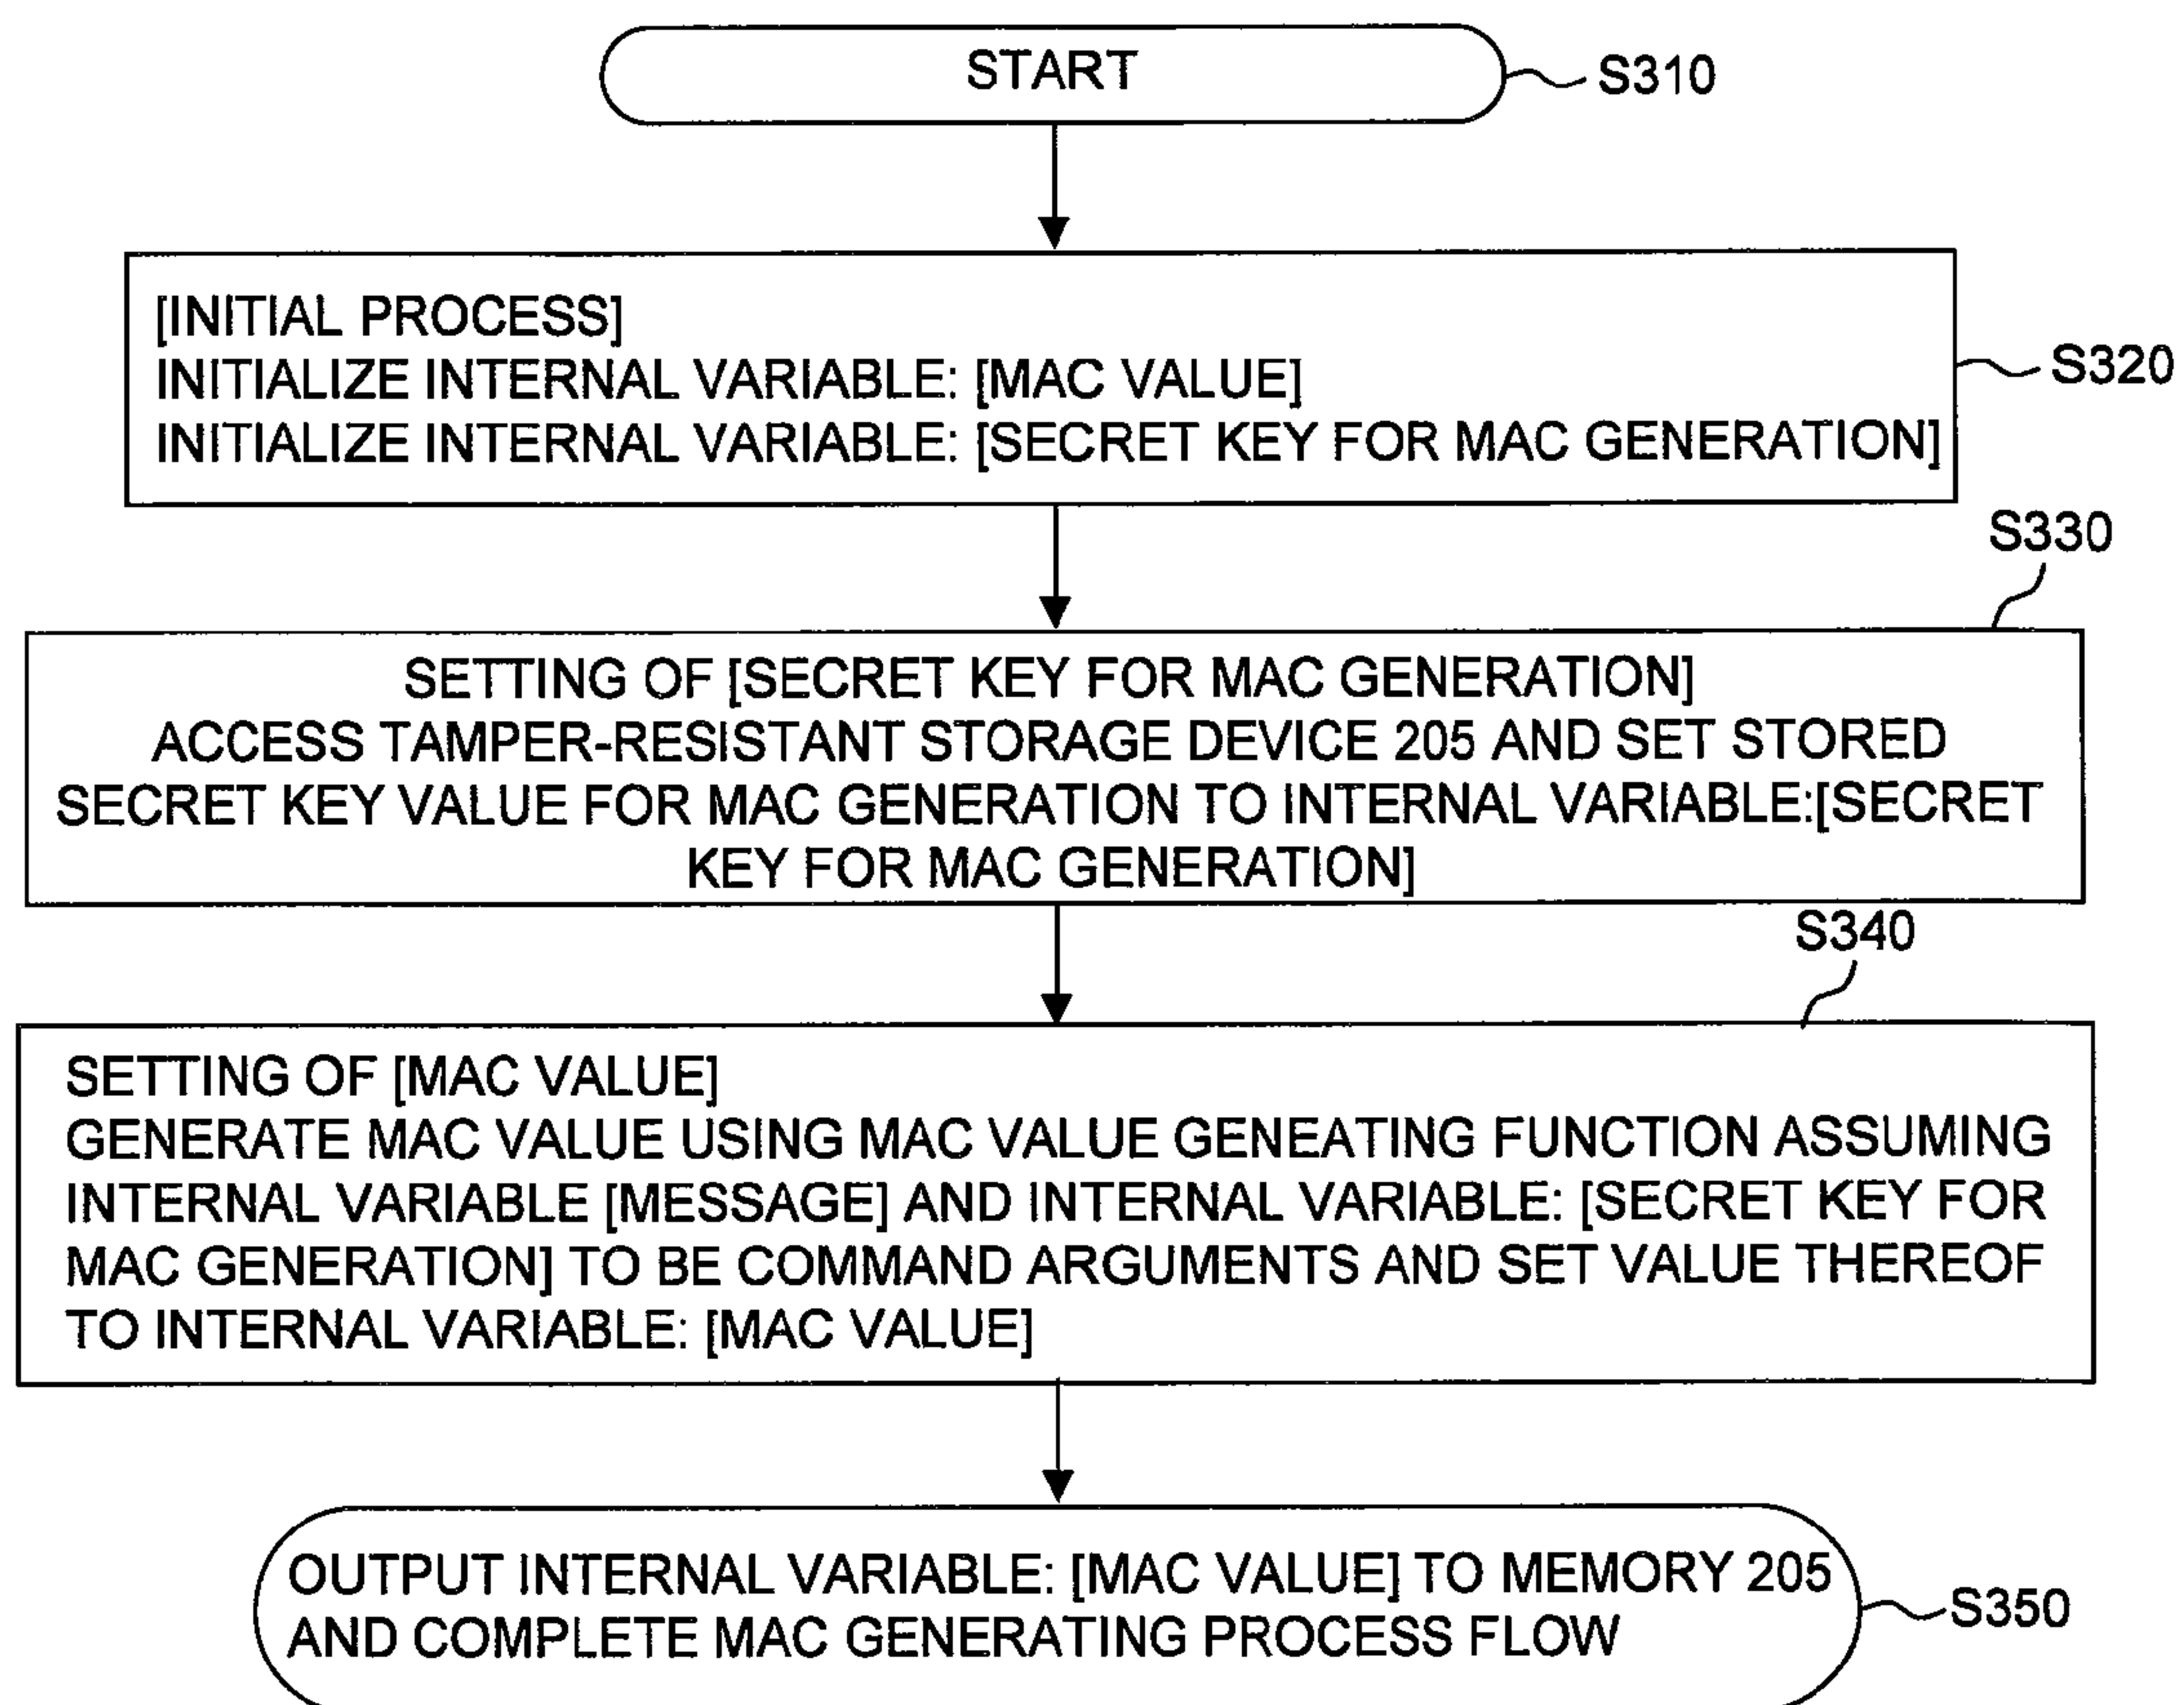 START
S310
[INITIAL PROCESS]
INITIALIZE INTERNAL VARIABLE: [MAC VALUE]
INITIALIZE INTERNAL VARIABLE: [SECRET KEY FOR MAC GENERATION]
S320
S330
SETTING OF [SECRET KEY FOR MAC GENERATION]
ACCESS TAMPER-RESISTANT STORAGE DEVICE 205 AND SET STORED
SECRET KEY VALUE FOR MAC GENERATION TO INTERNAL VARIABLE:[SECRET
KEY FOR MAC GENERATION]
S340
SETTING OF [MAC VALUE]
GENERATE MAC VALUE USING MAC VALUE GENEATING FUNCTION ASSUMING
INTERNAL VARIABLE [MESSAGE] AND INTERNAL VARIABLE: [SECRET KEY FOR
MAC GENERATION] TO BE COMMAND ARGUMENTS AND SET VALUE THEREOF
TO INTERNAL VARIABLE: [MAC VALUE]
OUTPUT INTERNAL VARIABLE: [MAC VALUE] TO MEMORY 205
AND COMPLETE MAC GENERATING PROCESS FLOW
S350